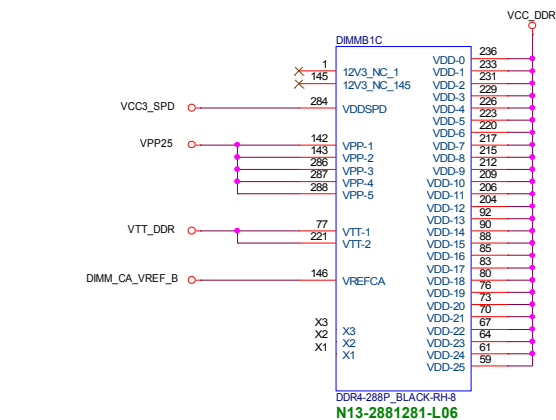 VCC_DDR
DIMMB1C
1 12V3_NC_1
145 12V3_NC_145
VCC3_SPD 284 VDDSPD
VPP25 142 VPP-1
143 VPP-2
286 VPP-3
287 VPP-4
288 VPP-5
VTT_DDR 77 VTT-1
221 VTT-2
DIMM_CA_VREF_B 146 VREFCA
X3 X3
X2 X2
X1 X1
VDD-0 236
VDD-1 233
VDD-2 231
VDD-3 229
VDD-4 226
VDD-5 223
VDD-6 220
VDD-7 217
VDD-8 215
VDD-9 212
VDD-10 209
VDD-11 206
VDD-12 204
VDD-13 92
VDD-14 90
VDD-15 88
VDD-16 85
VDD-17 83
VDD-18 80
VDD-19 76
VDD-20 73
VDD-21 70
VDD-22 67
VDD-23 64
VDD-24 61
VDD-25 59
DDR4-288P_BLACK-RH-8
N13-2881281-L06